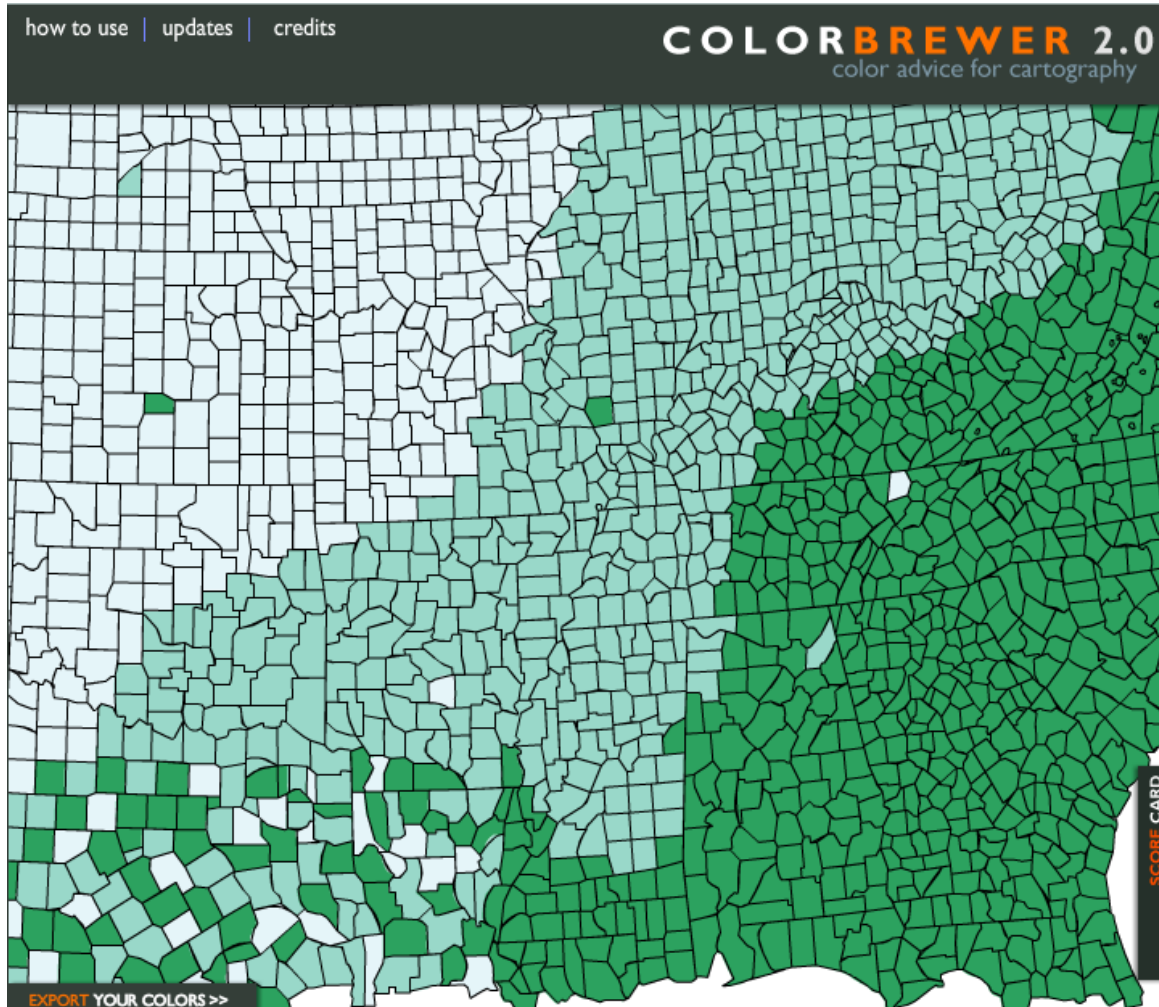 how to use | updates | credits
COLORBREWER 2.0
color advice for cartography
SCORE CARD
EXPORT YOUR COLORS >>